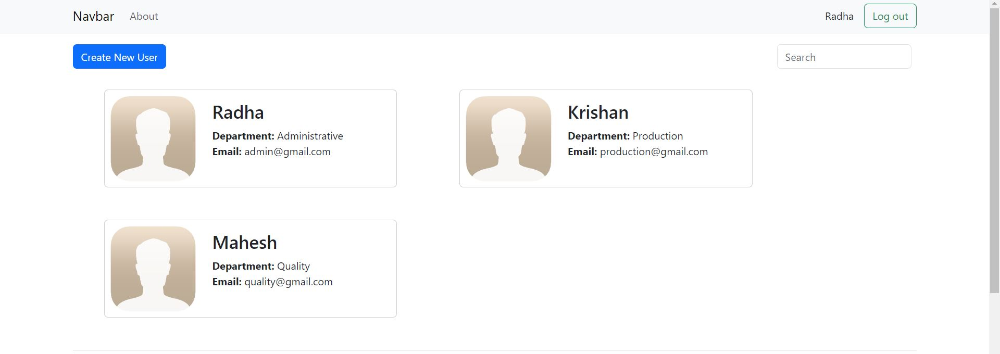 Navbar About Radha Log out
Create New User Search
Radha
Department: Administrative
Email: admin@gmail.com
Krishan
Department: Production
Email: production@gmail.com
Mahesh
Department: Quality
Email: quality@gmail.com